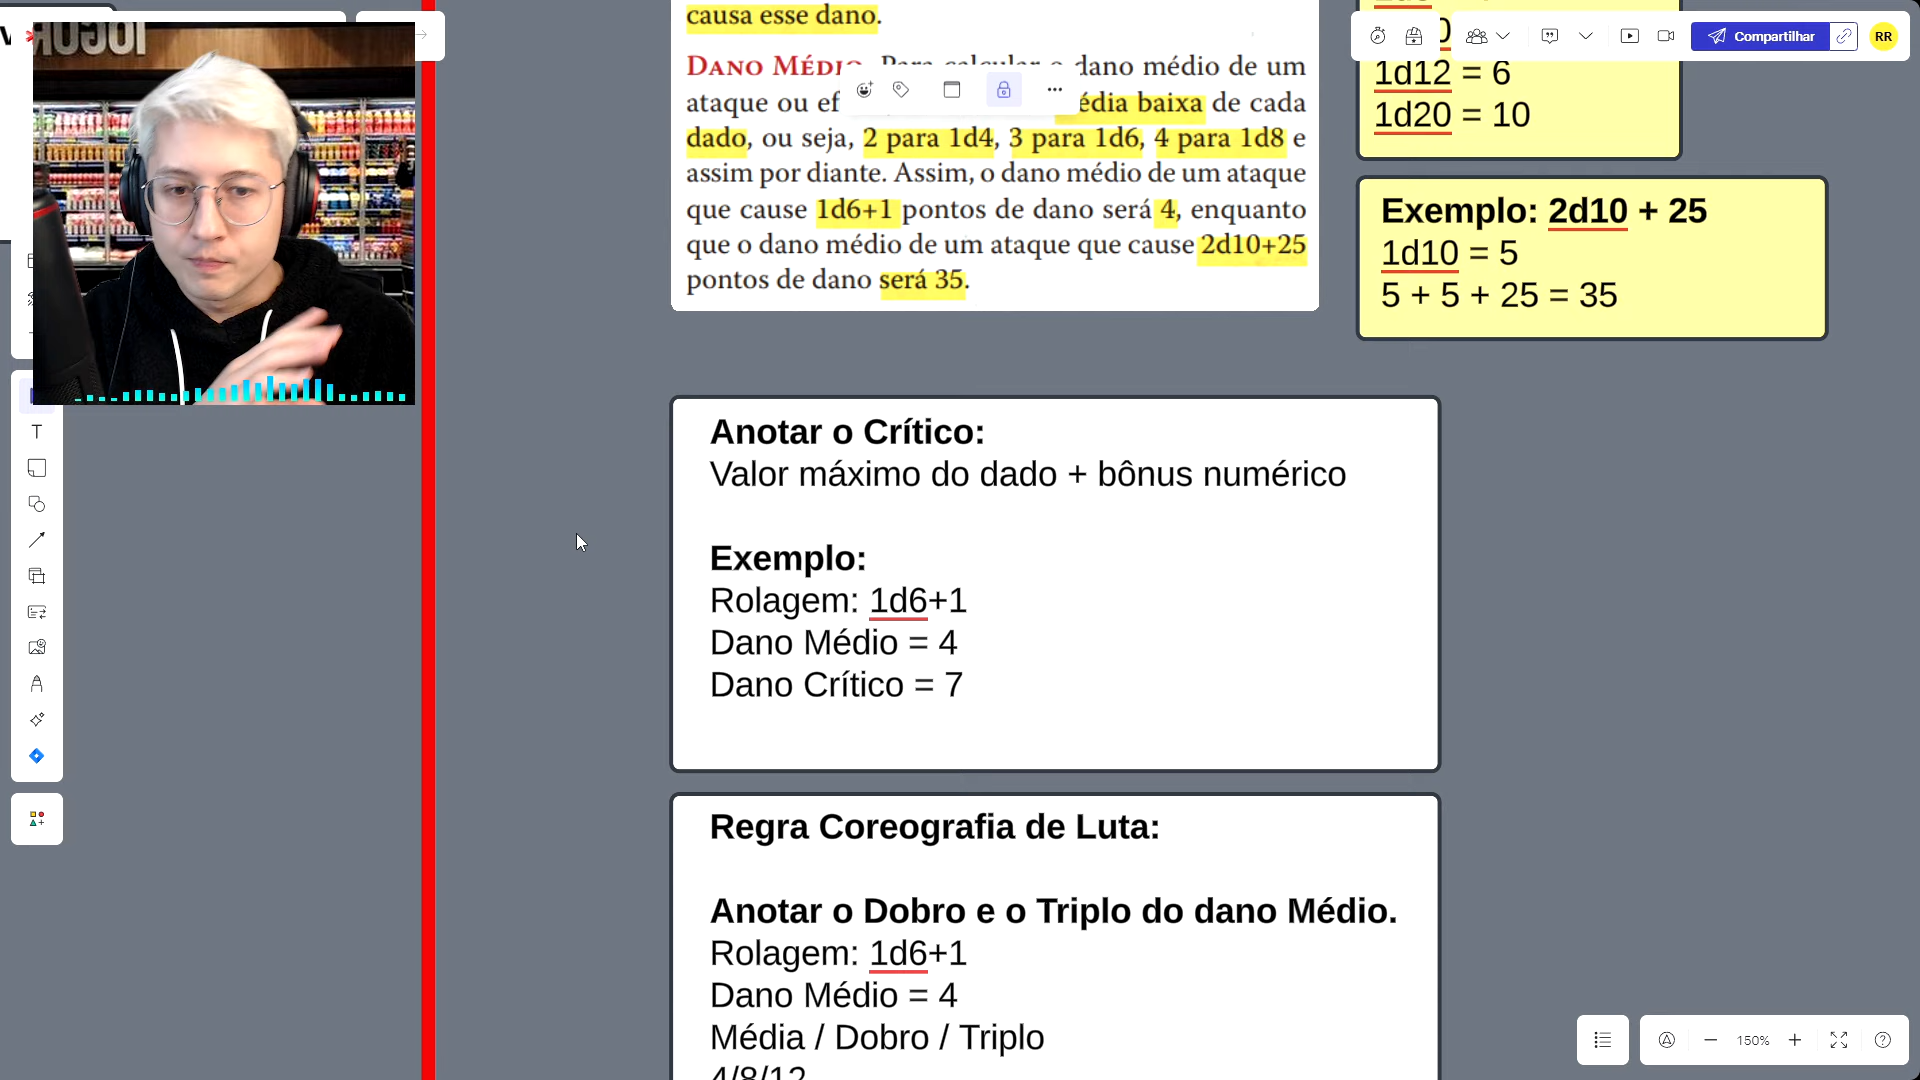 causa esse dano.
DANO MÉDIO. Para calcular o dano médio de um
ataque ou ef
édia baixa de cada
dado, ou seja, 2 para 1d4, 3 para 1d6, 4 para 1d8 e
assim por diante. Assim, o dano médio de um ataque
que cause 1d6+1 pontos de dano será 4, enquanto
que o dano médio de um ataque que cause 2d10+25
pontos de dano será 35.
Compartilhar
RR
1d12 = 6
1d20 = 10
Exemplo: 2d10 + 25
1d10 = 5
5 + 5 + 25 = 35
Anotar o Crítico:
Valor máximo do dado + bônus numérico
Exemplo:
Rolagem: 1d6+1
Dano Médio = 4
Dano Crítico = 7
Regra Coreografia de Luta:
Anotar o Dobro e o Triplo do dano Médio.
Rolagem: 1d6+1
Dano Médio = 4
Média / Dobro / Triplo
4/8/12
150%